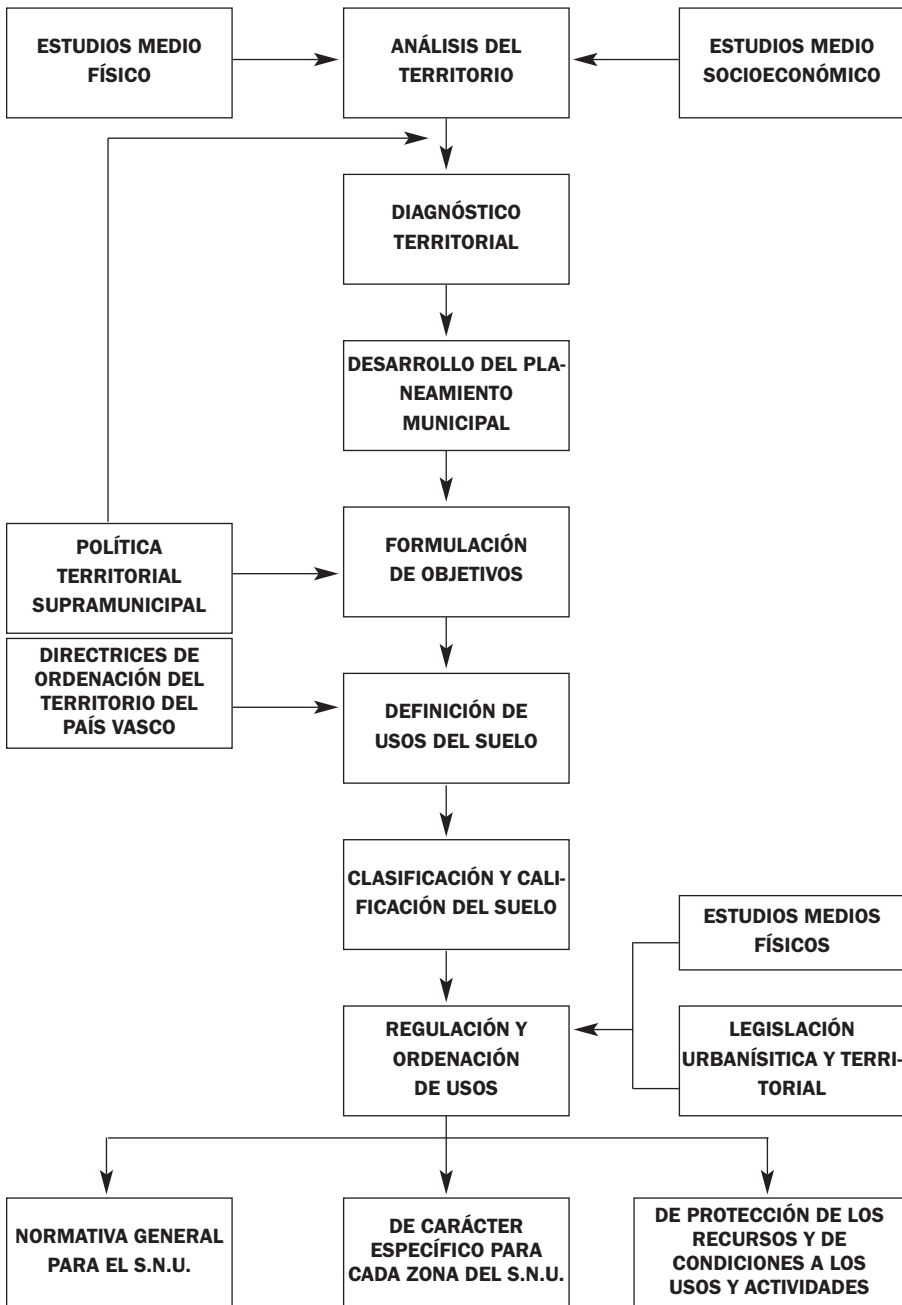 ESTUDIOS MEDIO
FÍSICO
ANÁLISIS DEL
TERRITORIO
ESTUDIOS MEDIO
SOCIOECONÓMICO
DIAGNÓSTICO
TERRITORIAL
DESARROLLO DEL PLA-
NEAMIENTO
MUNICIPAL
POLÍTICA
TERRITORIAL
SUPRAMUNICIPAL
FORMULACIÓN
DE OBJETIVOS
DIRECTRICES DE
ORDENACIÓN DEL
TERRITORIO DEL
PAÍS VASCO
DEFINICIÓN DE
USOS DEL SUELO
CLASIFICACIÓN Y CALI-
FICACIÓN DEL SUELO
ESTUDIOS MEDIOS
FÍSICOS
REGULACIÓN Y
ORDENACIÓN
DE USOS
LEGISLACIÓN
URBANÍSITICA Y TERRI-
TORIAL
NORMATIVA GENERAL
PARA EL S.N.U.
DE CARÁCTER
ESPECÍFICO PARA
CADA ZONA DEL S.N.U.
DE PROTECCIÓN DE LOS
RECURSOS Y DE
CONDICIONES A LOS
USOS Y ACTIVIDADES